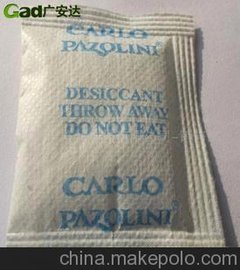 Gad广安达
CARLO
PAZOLINI®
DESICCANT
THROW AWAY
DO NOT EAT
CARLO
PAZOLINI®
china.makepolo.com